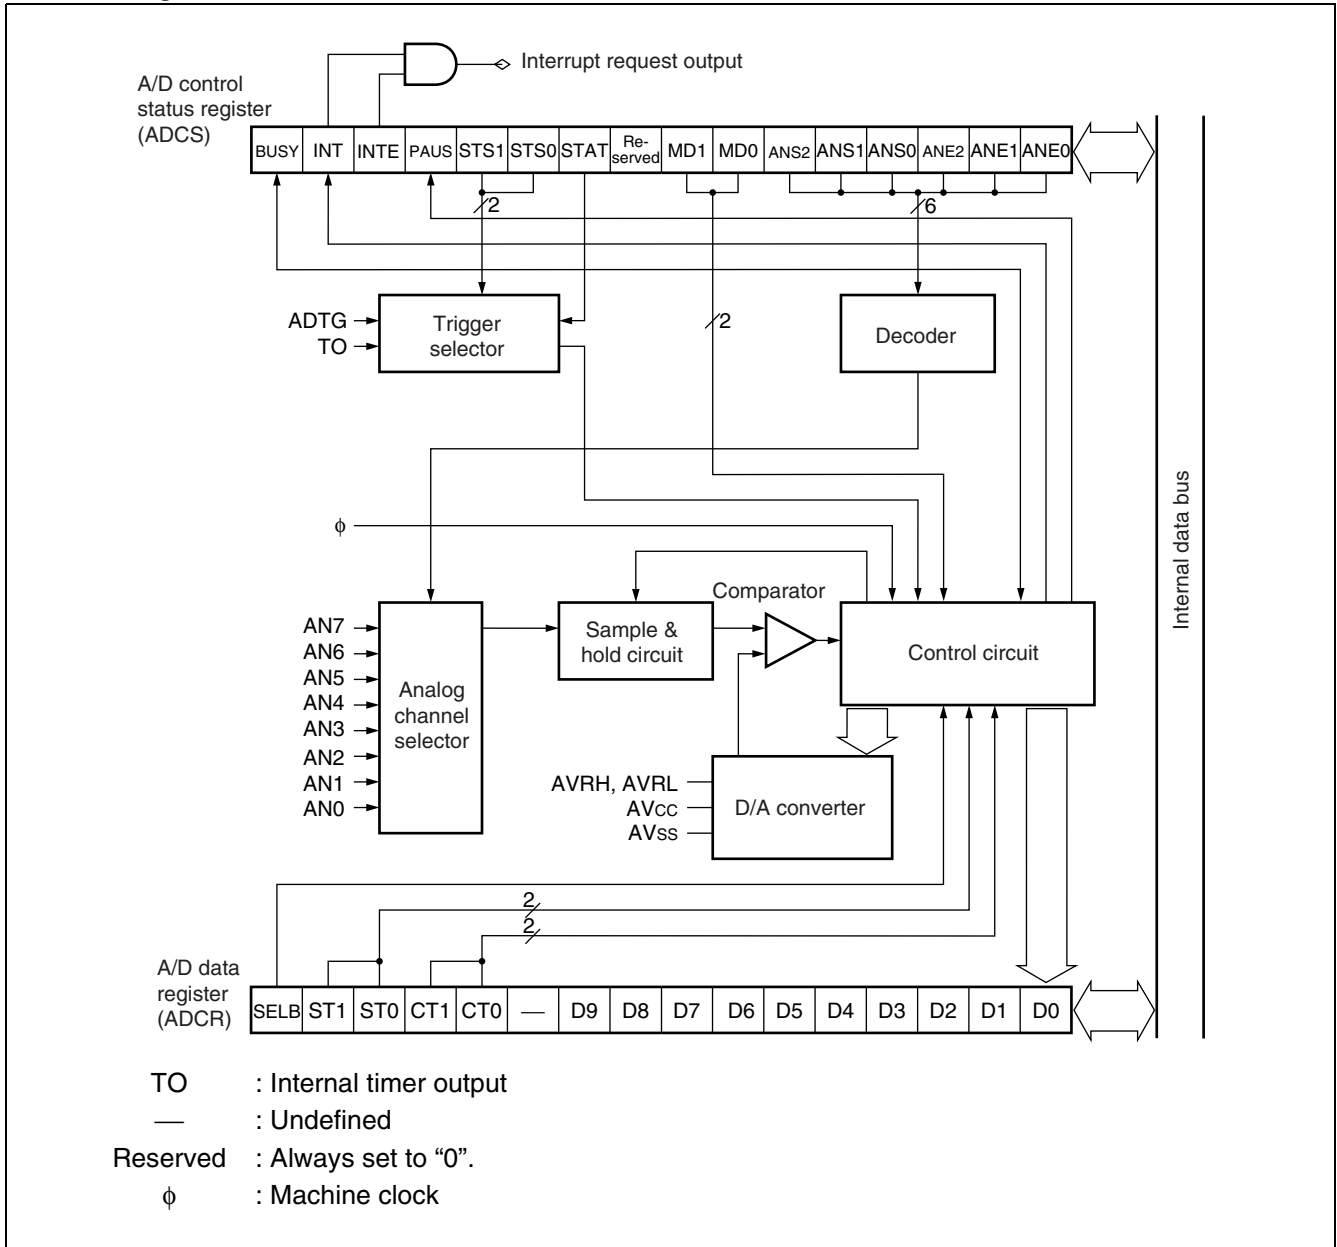 Interrupt request output
A/D control
status register
(ADCS)
BUSY INT INTE PAUS STS1 STS0 STAT Re-served MD1 MD0 ANS2 ANS1 ANS0 ANE2 ANE1 ANE0
2
6
ADTG
TO
Trigger
selector
2
Decoder
Internal data bus
φ
Comparator
AN7
AN6
AN5
AN4
AN3
AN2
AN1
AN0
Analog
channel
selector
Sample &
hold circuit
Control circuit
AVRH, AVRL
AVCC
AVSS
D/A converter
2
2
A/D data
register
(ADCR)
SELB ST1 ST0 CT1 CT0 — D9 D8 D7 D6 D5 D4 D3 D2 D1 D0
TO : Internal timer output
— : Undefined
Reserved : Always set to “0”.
φ : Machine clock